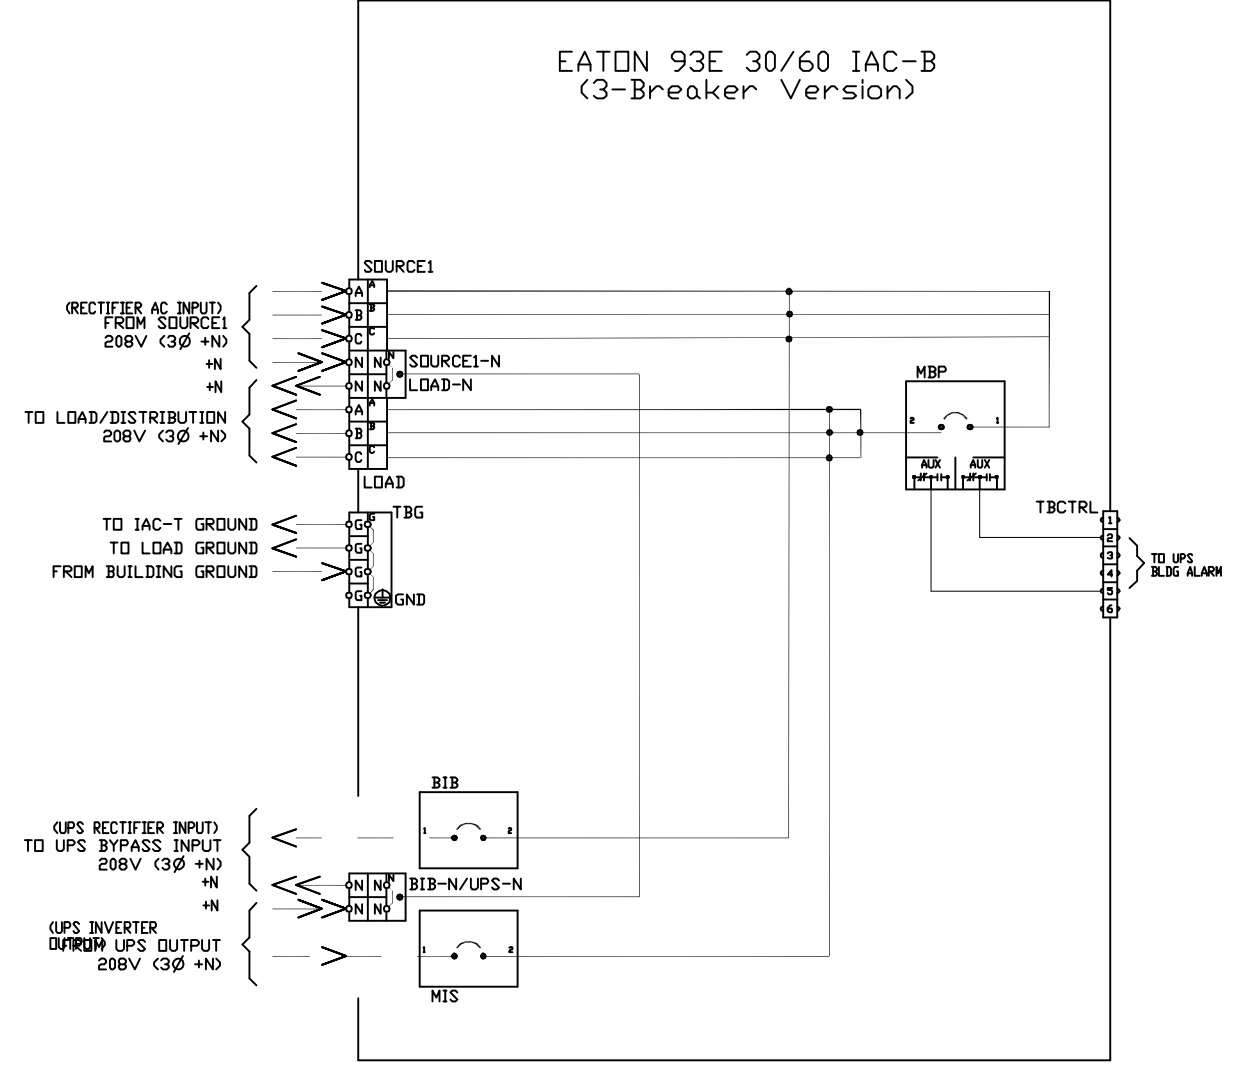 EATON 93E 30/60 IAC-B
(3-Breaker Version)
SOURCE1
(RECTIFIER AC INPUT)
FROM SOURCE1
208V (3Ø +N)
+N
A A
B B
C C
N N N
SOURCE1-N
+N
N N
LOAD-N
TO LOAD/DISTRIBUTION
208V (3Ø +N)
A A
B B
C C
LOAD
MBP
2 1
AUX AUX
TBG
TO IAC-T GROUND
G G
TO LOAD GROUND
G
FROM BUILDING GROUND
G
G
GND
TBCTRL
1
2
3
4
5
6
TO UPS
BLDG ALARM
BIB
1 2
(UPS RECTIFIER INPUT)
TO UPS BYPASS INPUT
208V (3Ø +N)
+N
N N N
BIB-N/UPS-N
+N
N N
(UPS INVERTER
OUTPUT)
FROM UPS OUTPUT
208V (3Ø +N)
1 2
MIS